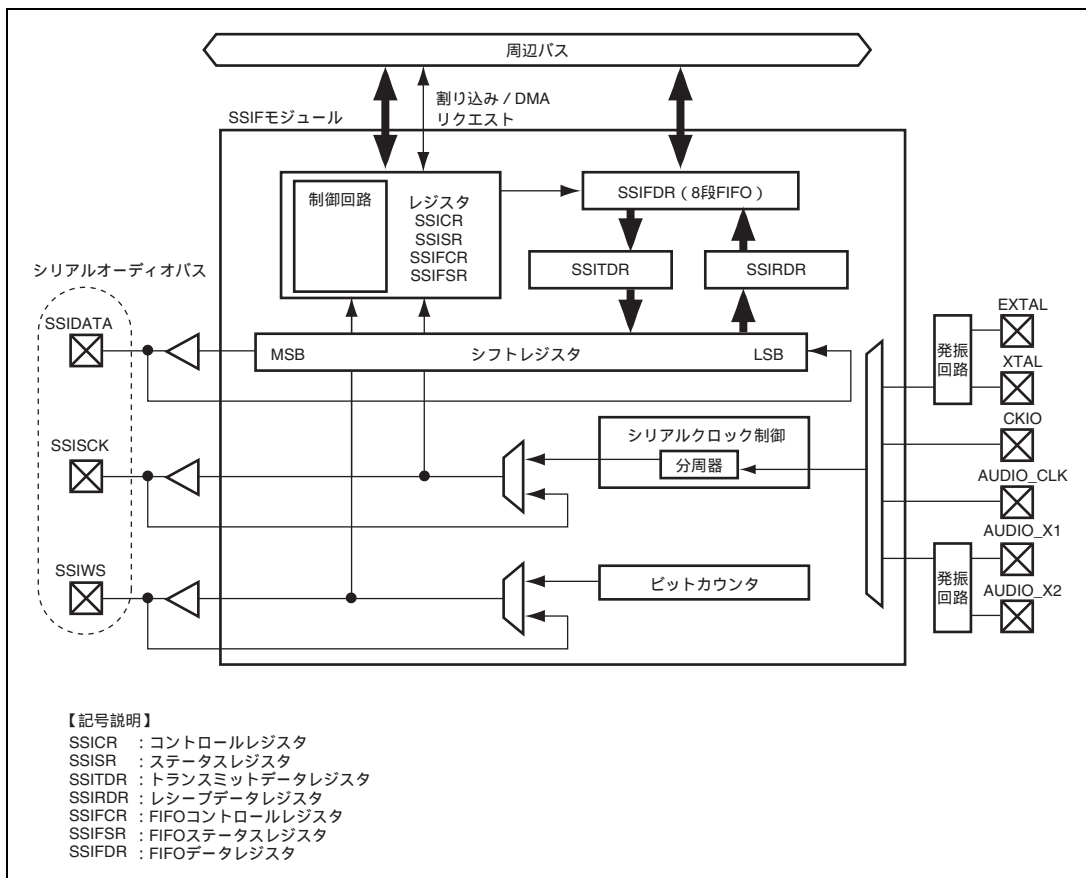 周辺バス
割り込み / DMA
リクエスト
SSIFモジュール
制御回路
レジスタ
SSICR
SSISR
SSIFCR
SSIFSR
SSIFDR（8段FIFO）
SSITDR
SSIRDR
シリアルオーディオバス
SSIDATA
MSB
シフトレジスタ
LSB
SSISCK
シリアルクロック制御
分周器
SSIWS
ビットカウンタ
発振
回路
EXTAL
XTAL
CKIO
AUDIO_CLK
発振
回路
AUDIO_X1
AUDIO_X2
【記号説明】
SSICR ：コントロールレジスタ
SSISR ：ステータスレジスタ
SSITDR ：トランスミットデータレジスタ
SSIRDR ：レシーブデータレジスタ
SSIFCR ：FIFOコントロールレジスタ
SSIFSR ：FIFOステータスレジスタ
SSIFDR ：FIFOデータレジスタ